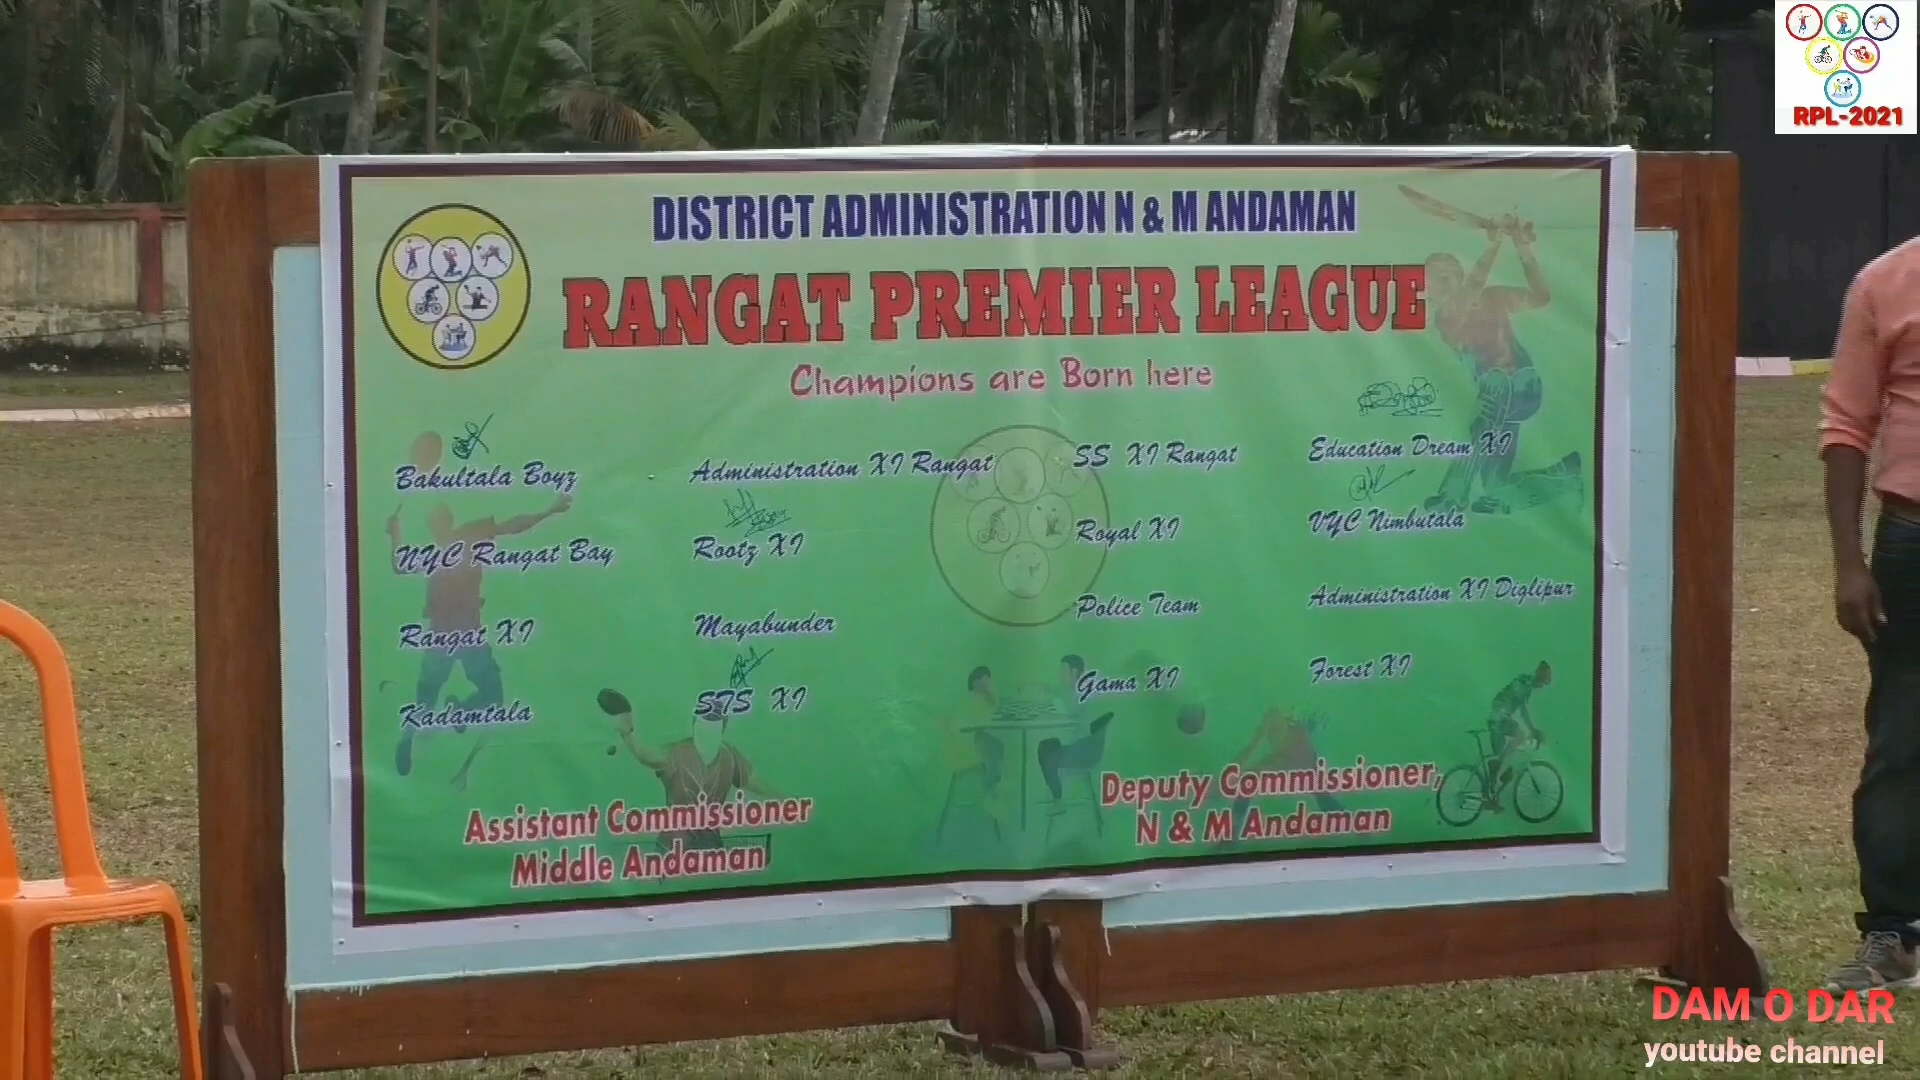 RPL-2021
DISTRICT ADMINISTRATION N & M ANDAMAN
RANGAT PREMIER LEAGUE
Champions are Born here
Bakultala Boyz
Administration XI Rangat
SS XI Rangat
Education Dream XI
NYC Rangat Bay
Rootz XI
Royal XI
VYC Nimbutala
Rangat XI
Mayabunder
Police Team
Administration XI Diglipur
Kadamtala
STS XI
Gama XI
Forest XI
Assistant Commissioner
Middle Andaman
Deputy Commissioner,
N & M Andaman
DAM O DAR
youtube channel